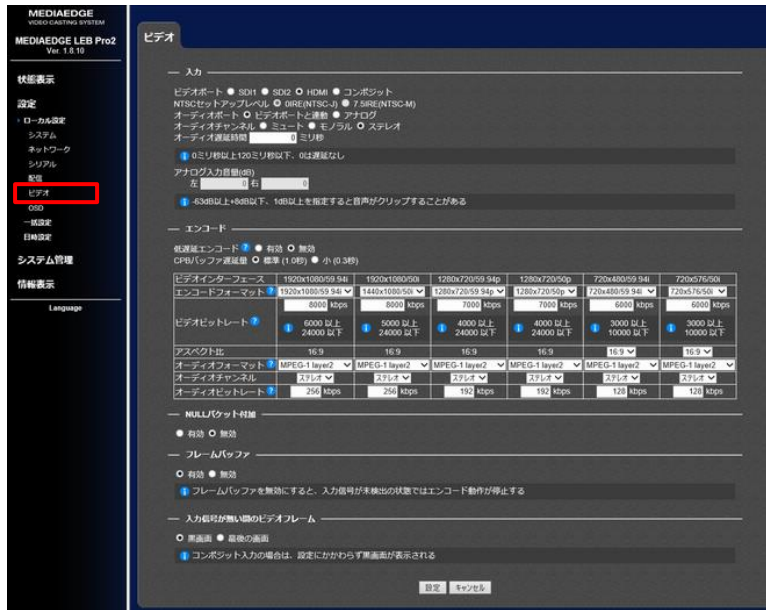 MEDIAEDGE
VIDEO CASTING SYSTEM
MEDIAEDGE LEB Pro2
Ver. 1.8.10
状態表示
設定
ローカル設定
システム
ネットワーク
シリアル
配信
ビデオ
OSD
一括設定
日時設定
システム管理
情報表示
Language
ビデオ
入力
ビデオポート SDI1 SDI2 HDMI コンポジット
NTSCセットアップレベル 0IRE(NTSC-J) 7.5IRE(NTSC-M)
オーディオポート ビデオポートと連動 アナログ
オーディオチャンネル ミュート モノラル ステレオ
オーディオ遅延時間 0 ミリ秒
0ミリ秒以上120ミリ秒以下、0は遅延なし
アナログ入力音量(dB)
左 0 右 0
-63dB以上+8dB以下、1dB以上を指定すると音声がクリップすることがある
エンコード
低遅延エンコード ? 有効 無効
CPBバッファ遅延量 標準 (1.0秒) 小 (0.3秒)
ビデオインターフェース 1920x1080/59.94i 1920x1080/50i 1280x720/59.94p 1280x720/50p 720x480/59.94i 720x576/50i
エンコードフォーマット ? 1920x1080/59.94i 1440x1080/50i 1280x720/59.94p 1280x720/50p 720x480/59.94i 720x576/50i
8000 kbps 8000 kbps 7000 kbps 7000 kbps 6000 kbps 6000 kbps
ビデオビットレート ? 6000 以上 5000 以上 4000 以上 4000 以上 3000 以上 3000 以上
24000 以下 24000 以下 24000 以下 24000 以下 10000 以下 10000 以下
アスペクト比 16:9 16:9 16:9 16:9 16:9 16:9
オーディオフォーマット ? MPEG-1 layer2 MPEG-1 layer2 MPEG-1 layer2 MPEG-1 layer2 MPEG-1 layer2 MPEG-1 layer2
オーディオチャンネル ステレオ ステレオ ステレオ ステレオ ステレオ ステレオ
オーディオビットレート ? 256 kbps 256 kbps 192 kbps 192 kbps 128 kbps 128 kbps
NULLパケット付加
有効 無効
フレームバッファ
有効 無効
フレームバッファを無効にすると、入力信号が未検出の状態ではエンコード動作が停止する
入力信号が無い間のビデオフレーム
黒画面 最後の画面
コンポジット入力の場合は、設定にかかわらず黒画面が表示される
設定 キャンセル